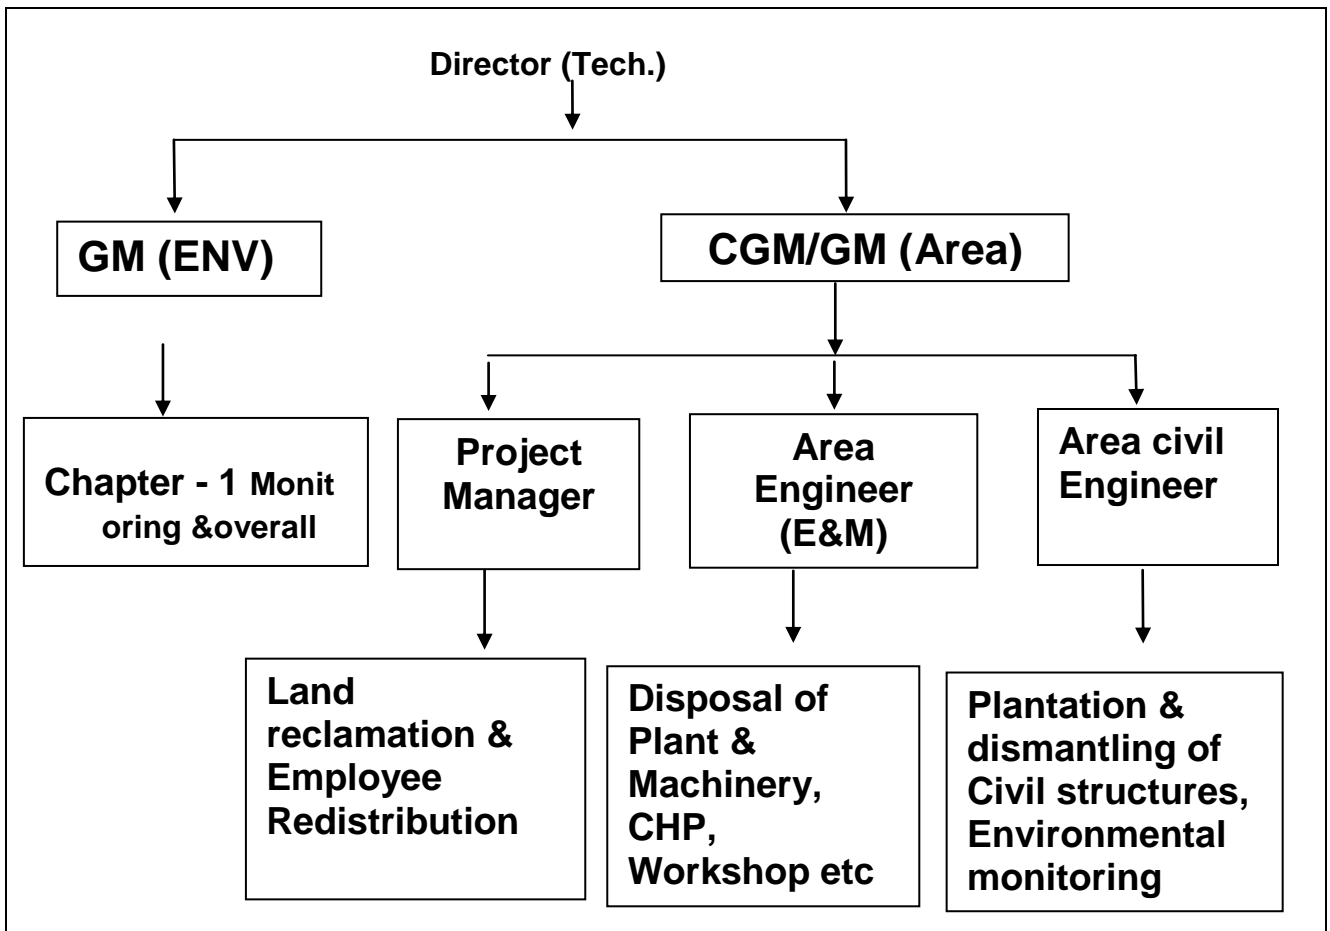 Director (Tech.)
GM (ENV)
CGM/GM (Area)
Chapter - 1 Monit
oring &overall
Project
Manager
Area
Engineer
(E&M)
Area civil
Engineer
Land
reclamation &
Employee
Redistribution
Disposal of
Plant &
Machinery,
CHP,
Workshop etc
Plantation &
dismantling of
Civil structures,
Environmental
monitoring